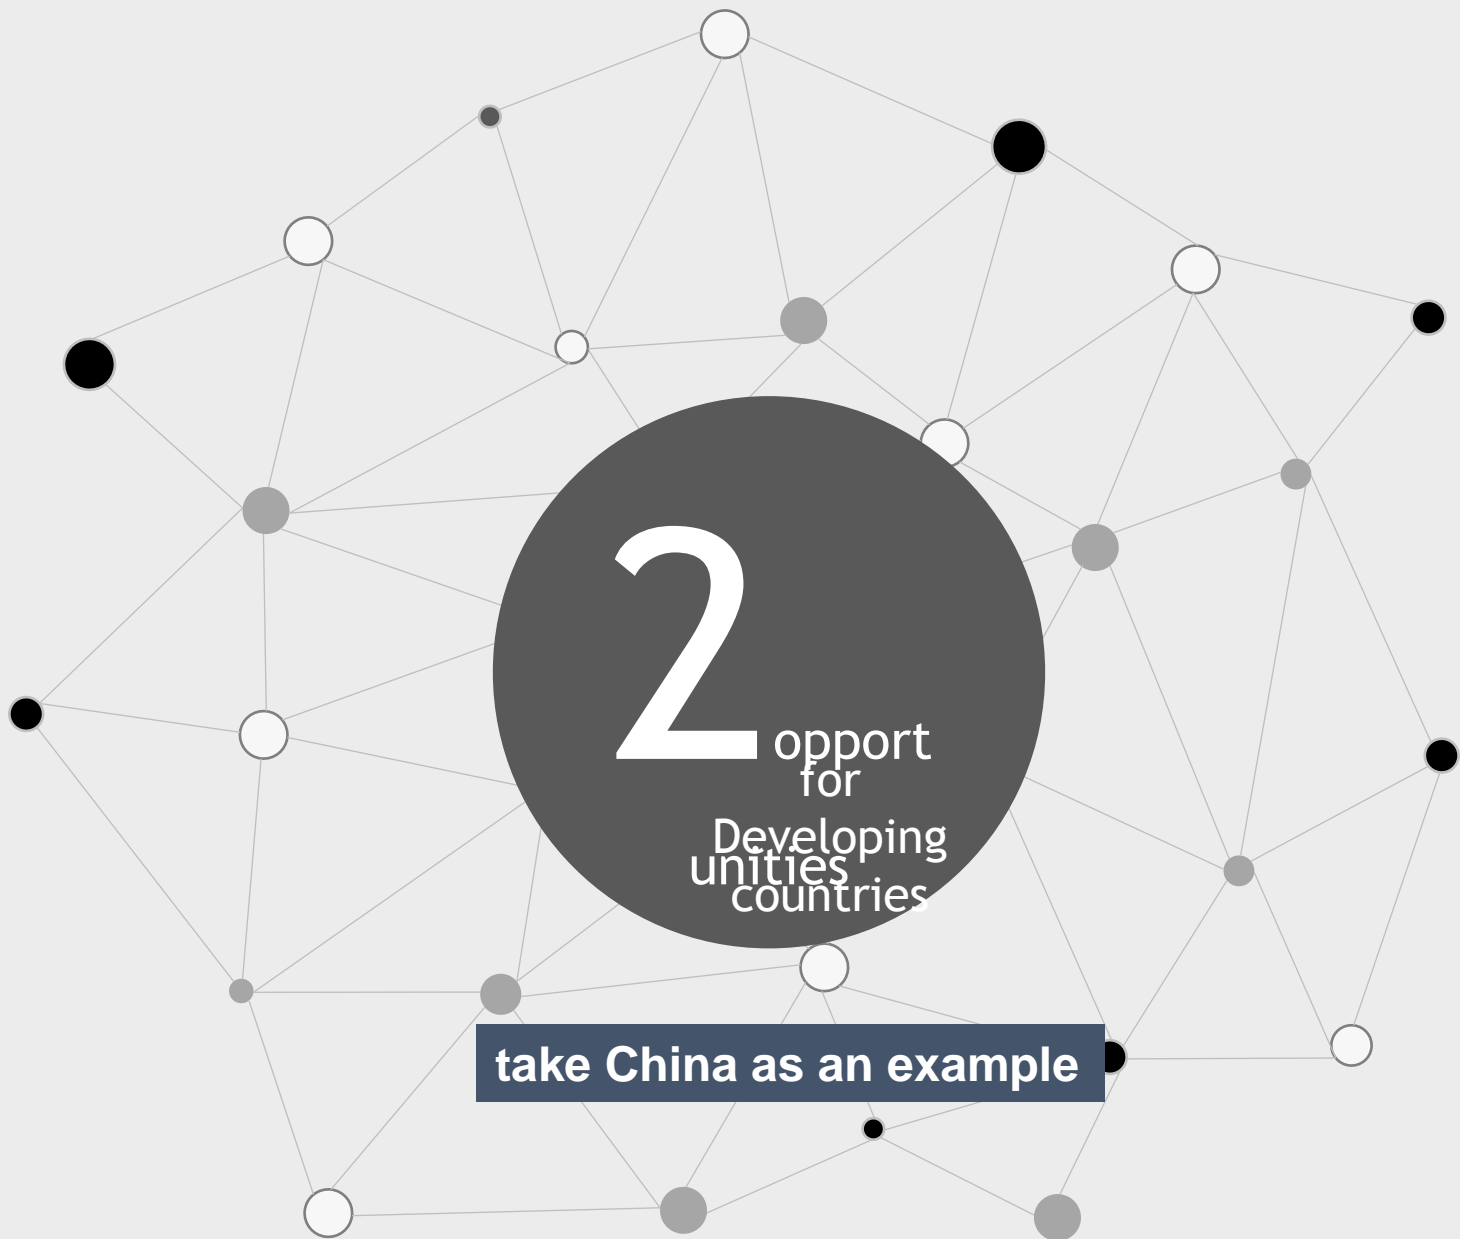 2 opport
unities
for
Developing
countries
take China as an example